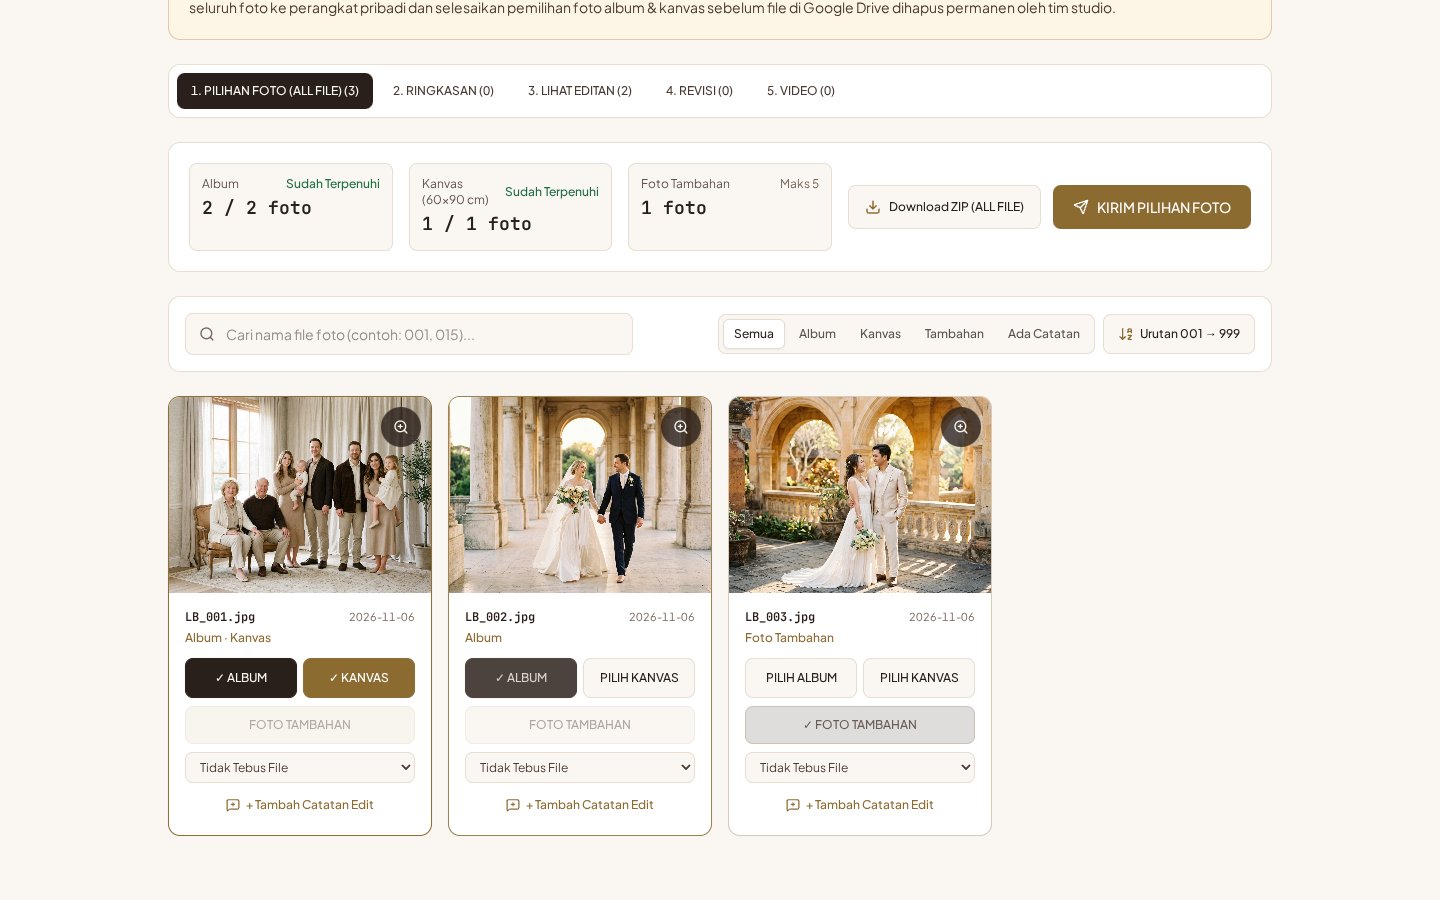 seluruh foto ke perangkat pribadi dan selesaikan pemilihan foto album & kanvas sebelum file di Google Drive dihapus permanen oleh tim studio.
1. PILIHAN FOTO (ALL FILE) (3)
2. RINGKASAN (0)
3. LIHAT EDITAN (2)
4. REVISI (0)
5. VIDEO (0)
Album
Sudah Terpenuhi
2 / 2 foto
Kanvas
(60×90 cm)
Sudah Terpenuhi
1 / 1 foto
Foto Tambahan
Maks 5
1 foto
Download ZIP (ALL FILE)
KIRIM PILIHAN FOTO
Cari nama file foto (contoh: 001, 015)...
Semua
Album
Kanvas
Tambahan
Ada Catatan
Urutan 001 → 999
LB_001.jpg
2026-11-06
Album · Kanvas
✓ ALBUM
✓ KANVAS
FOTO TAMBAHAN
Tidak Tebus File
+ Tambah Catatan Edit
LB_002.jpg
2026-11-06
Album
✓ ALBUM
PILIH KANVAS
FOTO TAMBAHAN
Tidak Tebus File
+ Tambah Catatan Edit
LB_003.jpg
2026-11-06
Foto Tambahan
PILIH ALBUM
PILIH KANVAS
✓ FOTO TAMBAHAN
Tidak Tebus File
+ Tambah Catatan Edit